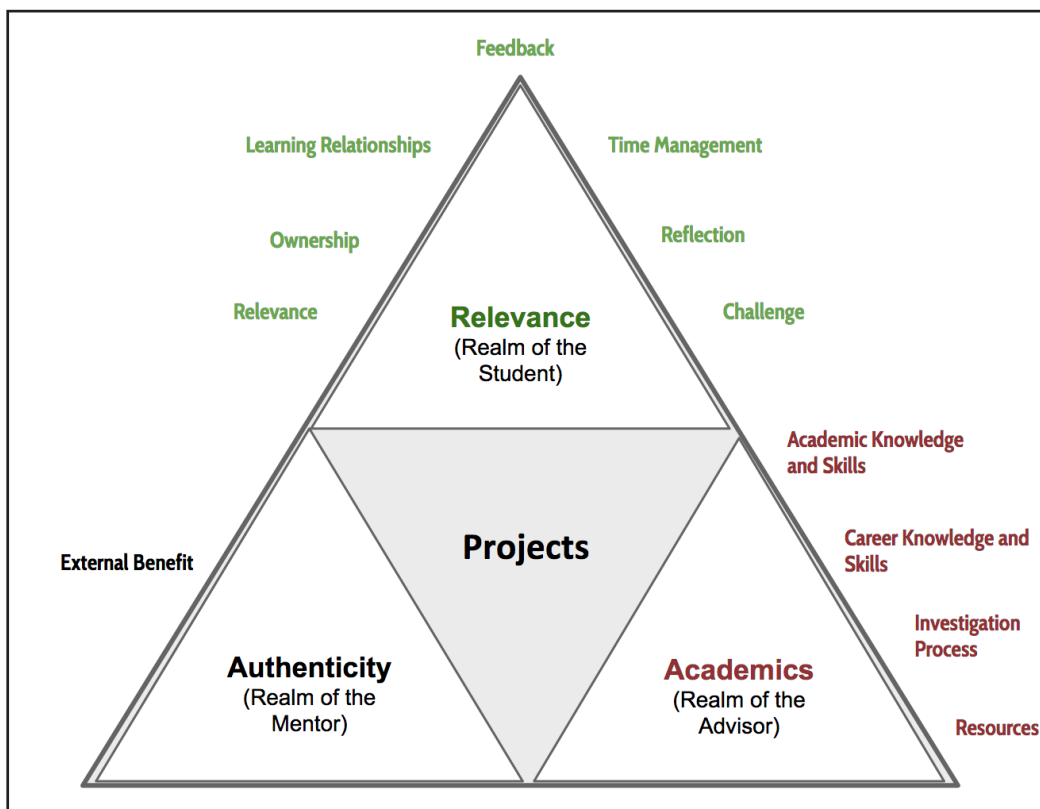 Feedback
Learning Relationships
Time Management
Ownership
Reflection
Relevance
Challenge
Relevance
(Realm of the
Student)
Academic Knowledge
and Skills
Projects
External Benefit
Career Knowledge and
Skills
Investigation
Process
Authenticity
(Realm of the
Mentor)
Academics
(Realm of the
Advisor)
Resources